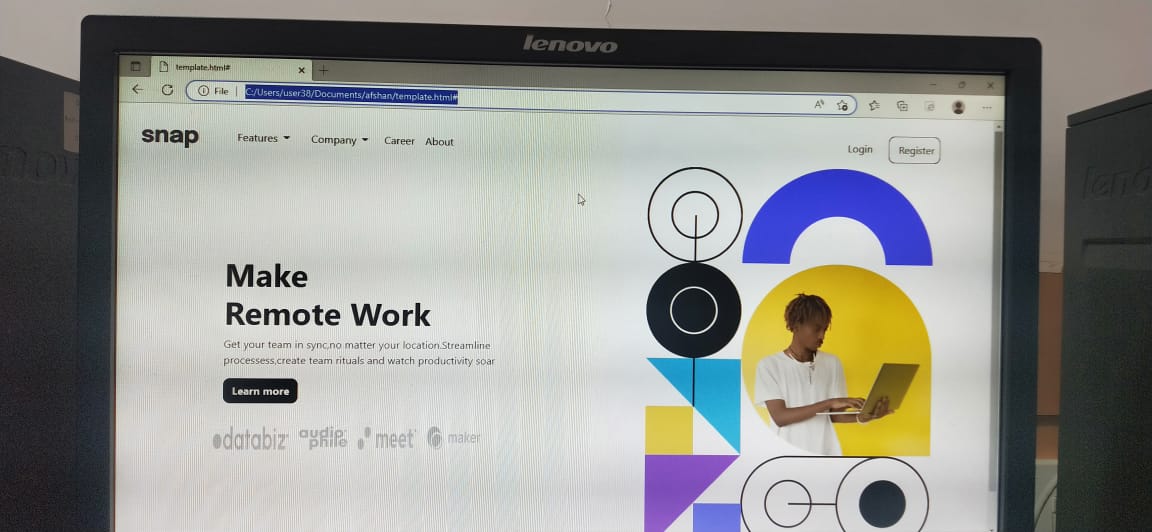 lenovo
template.html#
File
C:/Users/user38/Documents/afshan/template.html#
snap
Features
Company
Career
About
Login
Register
Make
Remote Work
Get your team in sync,no matter your location.Streamline
processess,create team rituals and watch productivity soar
Learn more
databiz
audio
phile
meet
maker